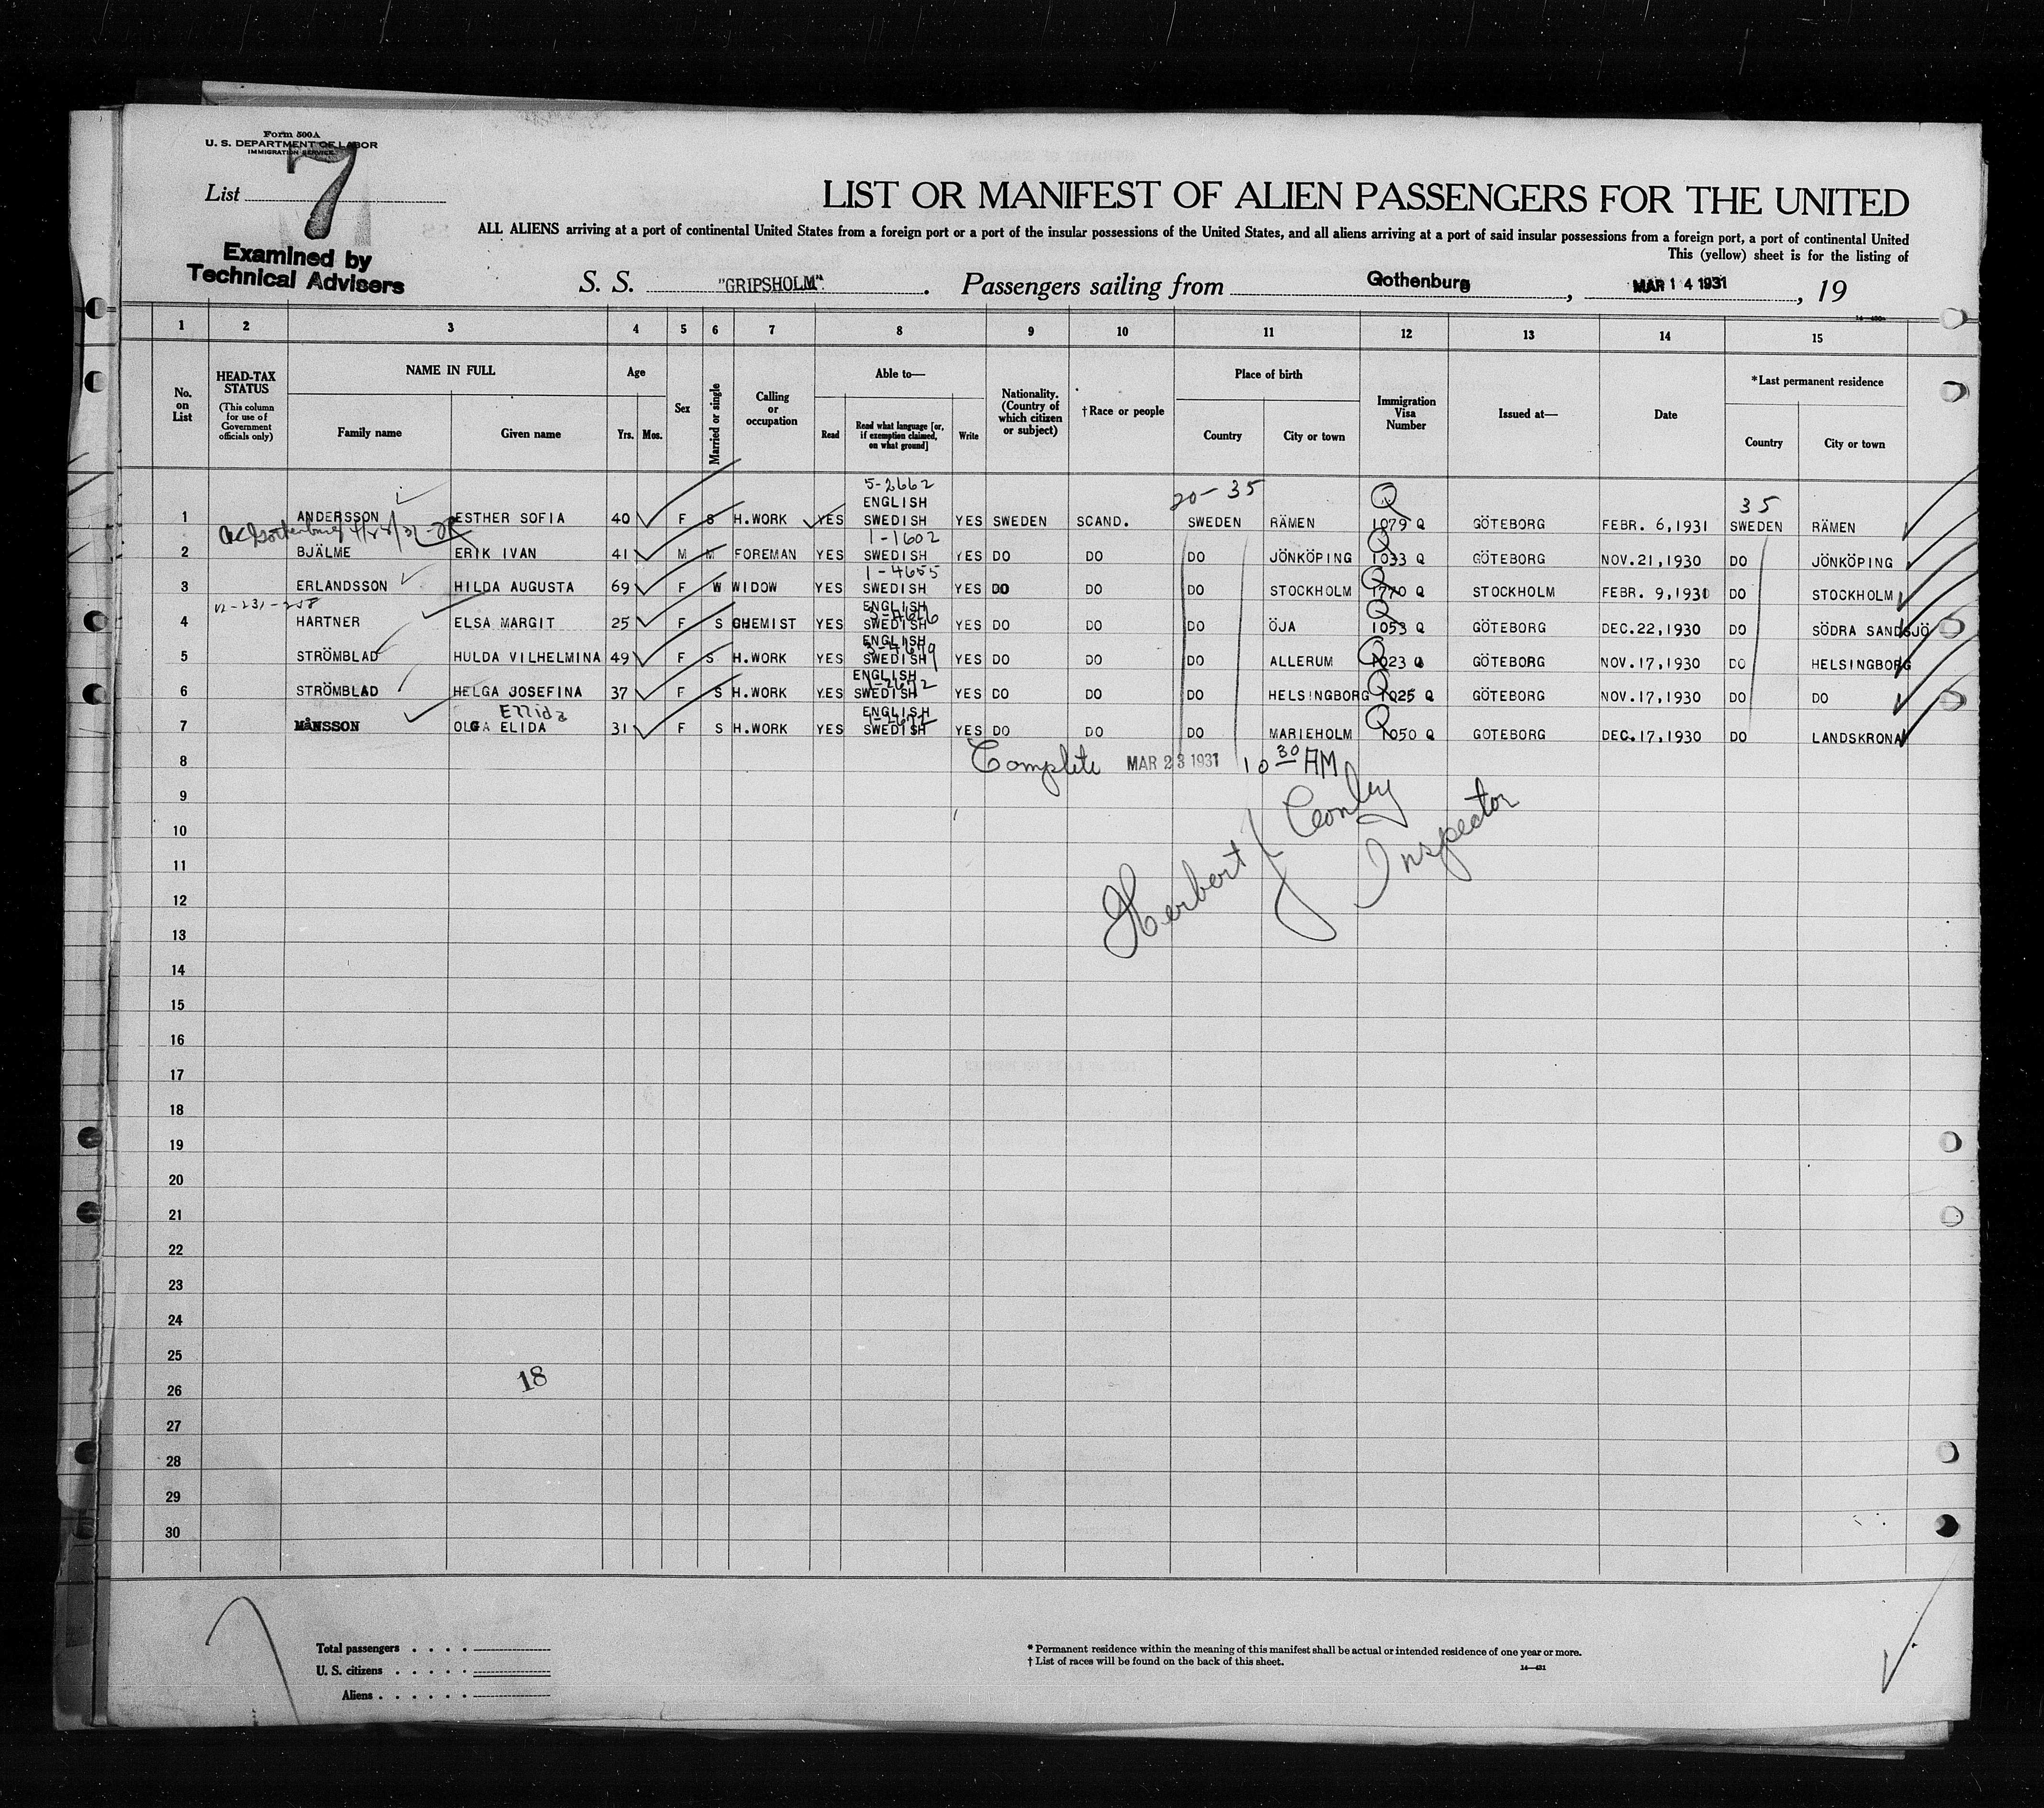 Form 500A
U. S. DEPARTMENT OF LABOR
IMMIGRATION SERVICE
List 7
LIST OR MANIFEST OF ALIEN PASSENGERS FOR THE UNITED
ALL ALIENS arriving at a port of continental United States from a foreign port or a port of the insular possessions of the United States, and all aliens arriving at a port of said insular possessions from a foreign port, a port of continental United
This (yellow) sheet is for the listing of
Examined by
Technical Advisers
S. S. "GRIPSHOLM". Passengers sailing from Gothenburg, MAR 14 1931, 19
1 2 3 4 5 6 7 8 9 10 11 12 13 14 15
No. on List
HEAD-TAX STATUS
(This column for use of Government officials only)
NAME IN FULL
Family name Given name
Age
Yrs. Mos.
Sex
Married or single
Calling or occupation
Able to—
Read
Read what language [or, if exemption claimed, on what ground]
Write
Nationality. (Country of which citizen or subject)
† Race or people
Place of birth
Country City or town
Immigration Visa Number
Issued at—
Date
* Last permanent residence
Country City or town
5-2662 20-35 Q 35
ENGLISH
1 ANDERSSON ESTHER SOFIA 40 F S H.WORK YES SWEDISH YES SWEDEN SCAND. SWEDEN RÄMEN 1079 Q GÖTEBORG FEBR. 6,1931 SWEDEN RÄMEN
1-1602 Q
2 BJÄLME ERIK IVAN 41 M M FOREMAN YES SWEDISH YES DO DO DO JÖNKÖPING 1033 Q GÖTEBORG NOV.21,1930 DO JÖNKÖPING
1-4655 Q
3 ERLANDSSON HILDA AUGUSTA 69 F W WIDOW YES SWEDISH YES DO DO DO STOCKHOLM 1770 Q STOCKHOLM FEBR. 9,1931 DO STOCKHOLM
ENGLISH Q
4 HARTNER ELSA MARGIT 25 F S CHEMIST YES SWEDISH YES DO DO DO ÖJA 1053 Q GÖTEBORG DEC.22,1930 DO SÖDRA SANDSJÖ
ENGLISH Q
5 STRÖMBLAD HULDA VILHELMINA 49 F S H.WORK YES SWEDISH YES DO DO DO ALLERUM 1023 Q GÖTEBORG NOV.17,1930 DO HELSINGBORG
ENGLISH Q
6 STRÖMBLAD HELGA JOSEFINA 37 F S H.WORK YES SWEDISH YES DO DO DO HELSINGBORG 1025 Q GÖTEBORG NOV.17,1930 DO DO
Ellida ENGLISH Q
7 MÅNSSON OLGA ELIDA 31 F S H.WORK YES SWEDISH YES DO DO DO MARIEHOLM 1050 Q GOTEBORG DEC.17,1930 DO LANDSKRONA
8 Complete MAR 23 1931 10 30 AM
9
10
Herbert J Conley
Inspector
11
12
13
14
15
16
17
18
19
20
21
22
23
24
25
18
26
27
28
29
30
Total passengers . . . .
U. S. citizens . . . . .
Aliens . . . . . .
* Permanent residence within the meaning of this manifest shall be actual or intended residence of one year or more.
† List of races will be found on the back of this sheet.
14—421